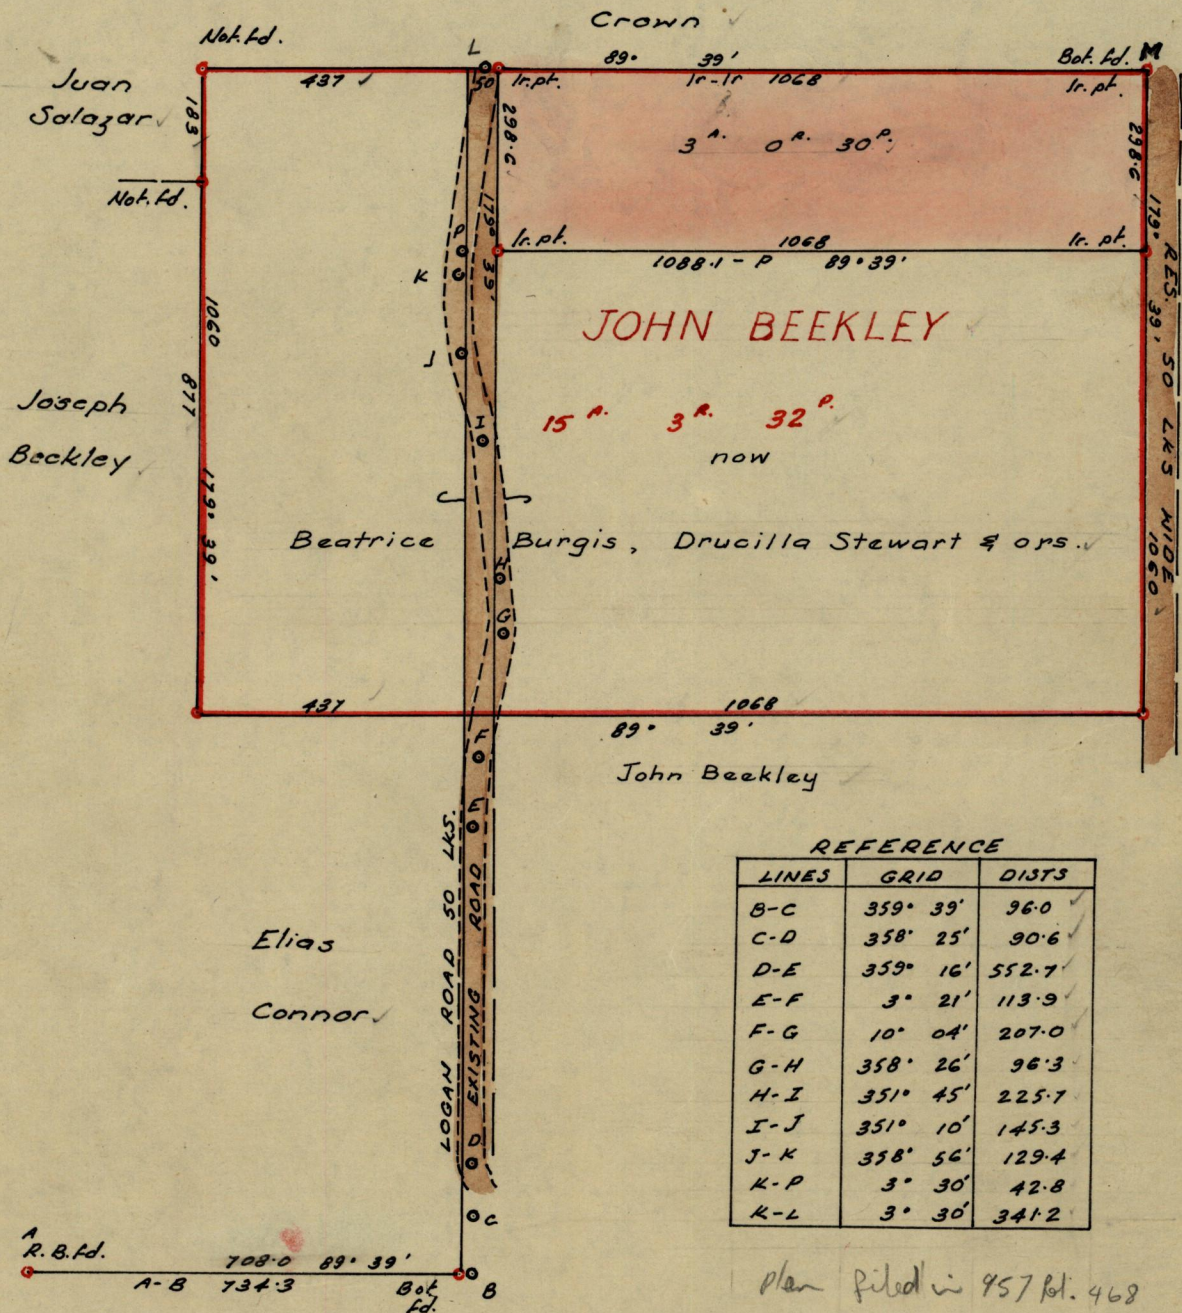 Crown
Not. fd.
L
89° 39'
Bot. fd. M
437
50
Ir.pt.
Ir-Ir 1068
Ir. pt.
Juan
Salazar
183
298.6
3 A. 0 R. 30 P.
298.6
Not. fd.
179° 39'
P
Ir.pt.
1068
Ir. pt.
1088.1 - P 89° 39'
K
179° 39'
RES. 50 LKS WIDE
1060
1060
877
179° 39'
J
JOHN BEEKLEY
Joseph
Beekley
I
15 A. 3 R. 32 P.
now
Beatrice Burgis, Drucilla Stewart & ors.
H
G
437
1068
89° 39'
F
John Beekley
E
LOGAN ROAD 50 LKS.
EXISTING ROAD
Elias
Connor
D
C
A
R.B.fd.
708.0 89° 39'
A-B 734.3
Bot.
fd.
B
REFERENCE
LINES GRID DISTS
B-C 359° 39' 96.0
C-D 358° 25' 90.6
D-E 359° 16' 552.7
E-F 3° 21' 113.9
F-G 10° 04' 207.0
G-H 358° 26' 96.3
H-I 351° 45' 225.7
I-J 351° 10' 145.3
J-K 358° 56' 129.4
K-P 3° 30' 42.8
K-L 3° 30' 341.2
Plan filed in 957 fol. 468